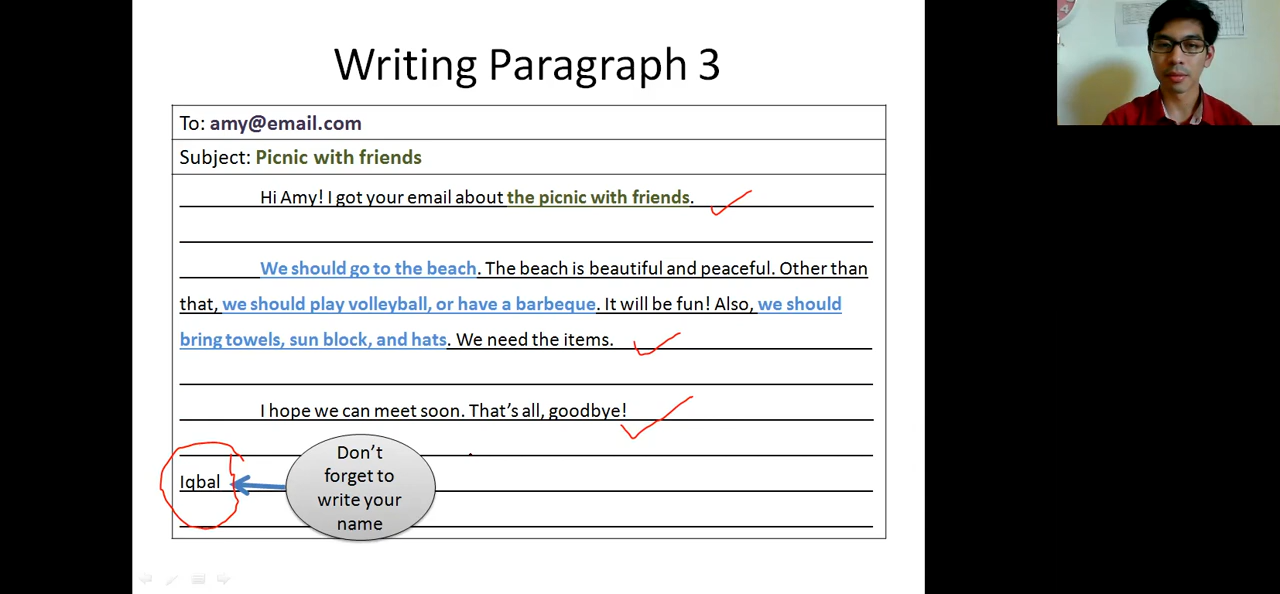 Writing Paragraph 3
To: amy@email.com
Subject: Picnic with friends
Hi Amy! I got your email about the picnic with friends.
We should go to the beach. The beach is beautiful and peaceful. Other than
that, we should play volleyball, or have a barbeque. It will be fun! Also, we should
bring towels, sun block, and hats. We need the items.
I hope we can meet soon. That's all, goodbye!
Iqbal
Don't
forget to
write your
name